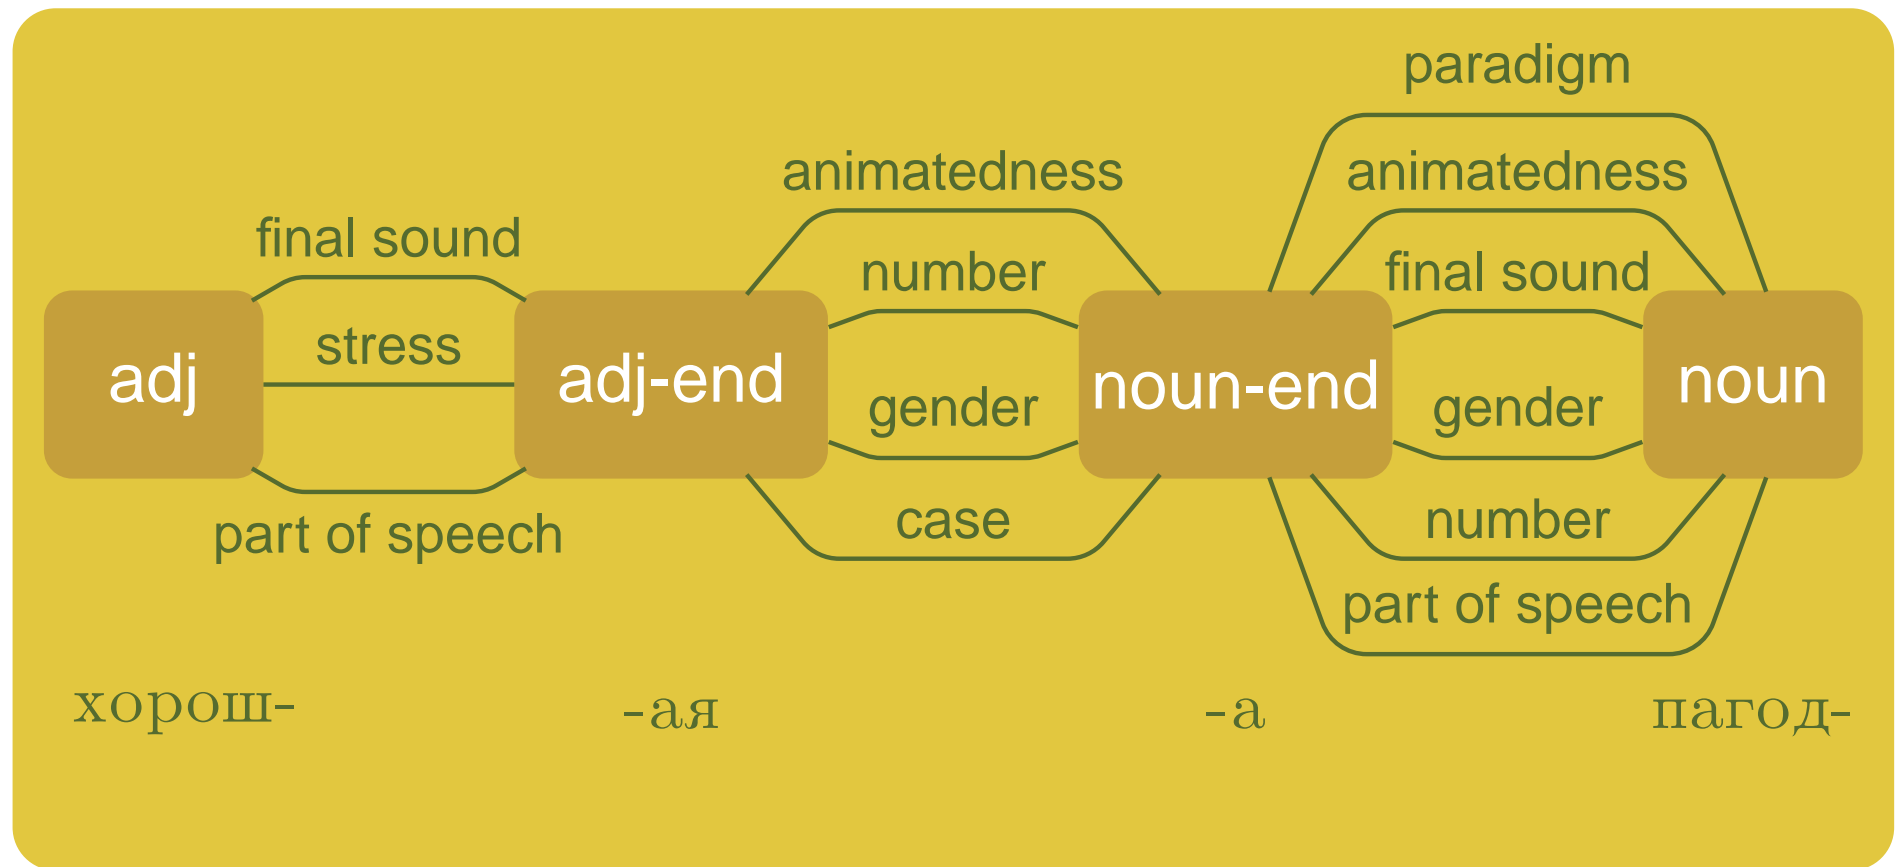 paradigm
animatedness
animatedness
final sound
number
final sound
stress
adj
adj-end
noun-end
noun
gender
gender
part of speech
case
number
part of speech
хорош-
-ая
-а
пагод-